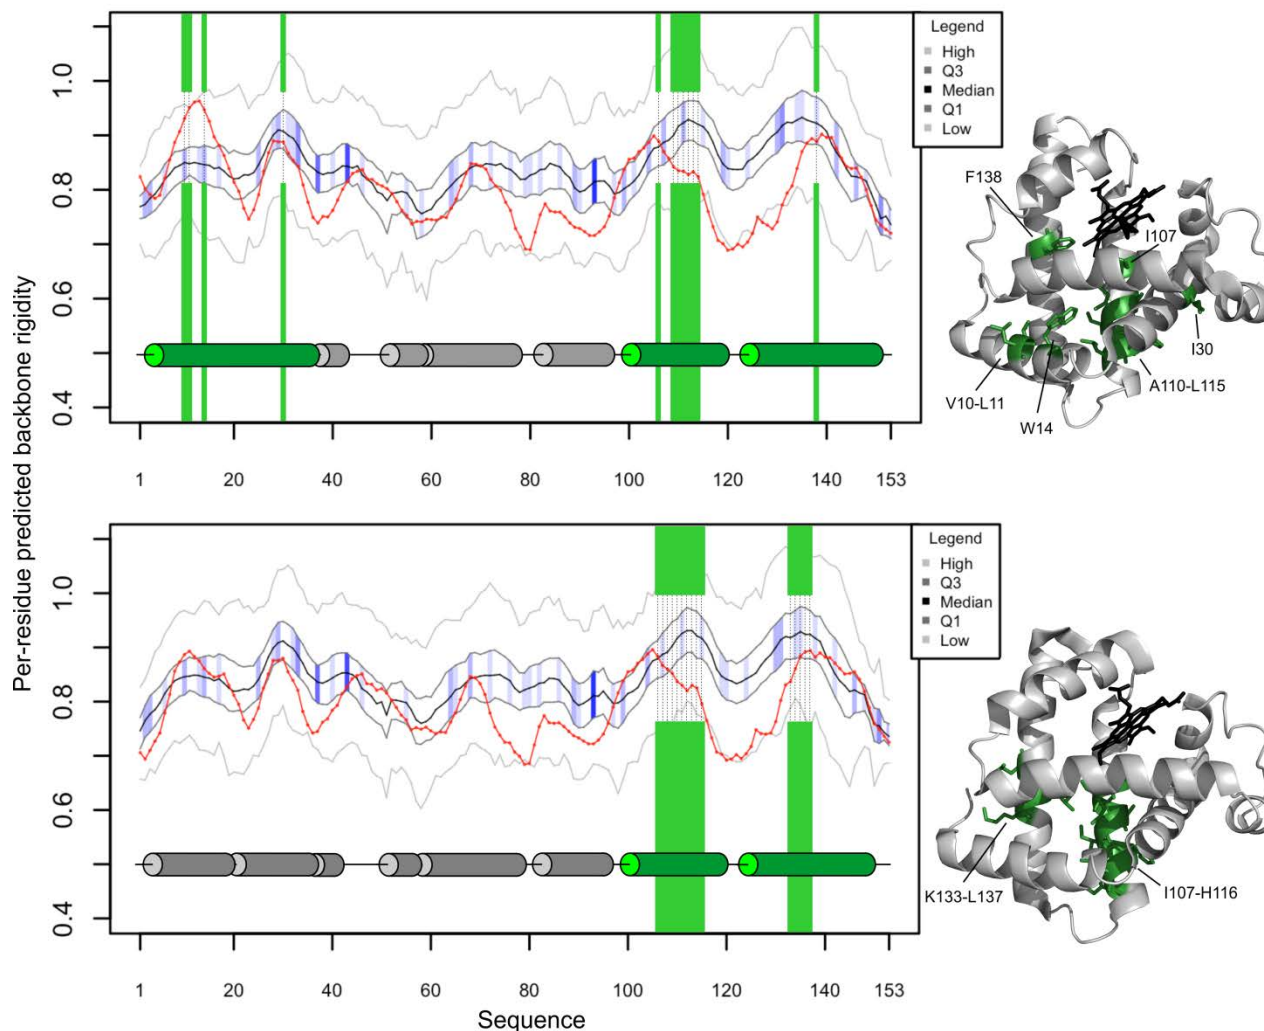 Per-residue predicted backbone rigidity
1.0
0.8
0.6
0.4
1
20
40
60
80
100
120
140
153
Legend
High
Q3
Median
Q1
Low
F138
I107
I30
A110-L115
V10-L11
W14
1.0
0.8
0.6
0.4
1
20
40
60
80
100
120
140
153
Sequence
Legend
High
Q3
Median
Q1
Low
K133-L137
I107-H116